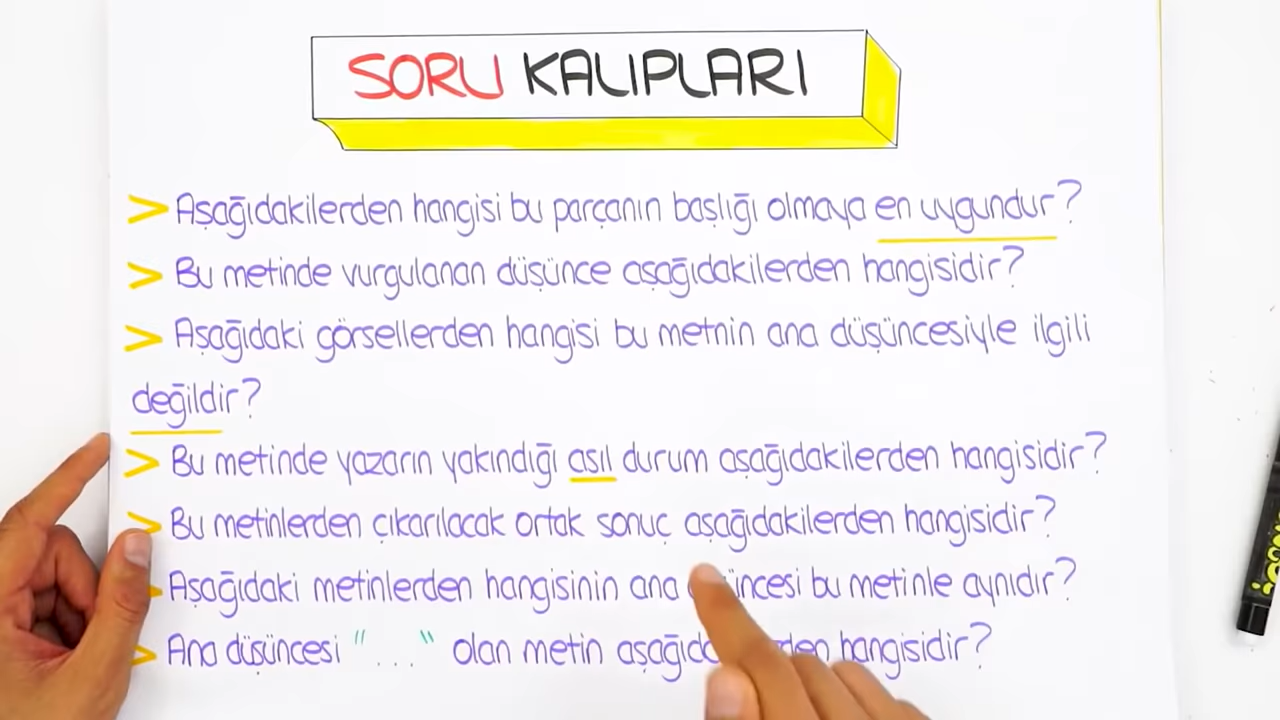 SORU KALIPLARI
> Aşağıdakilerden hangisi bu parçanın başlığı olmaya en uygundur?
> Bu metinde vurgulanan düşünce aşağıdakilerden hangisidir?
> Aşağıdaki görsellerden hangisi bu metnin ana düşüncesiyle ilgili
değildir?
> Bu metinde yazarın yakındığı asıl durum aşağıdakilerden hangisidir?
> Bu metinlerden çıkarılacak ortak sonuç aşağıdakilerden hangisidir?
> Aşağıdaki metinlerden hangisinin ana bu metinle aynıdır?
> Ana düşüncesi "..." olan metin hangisidir?